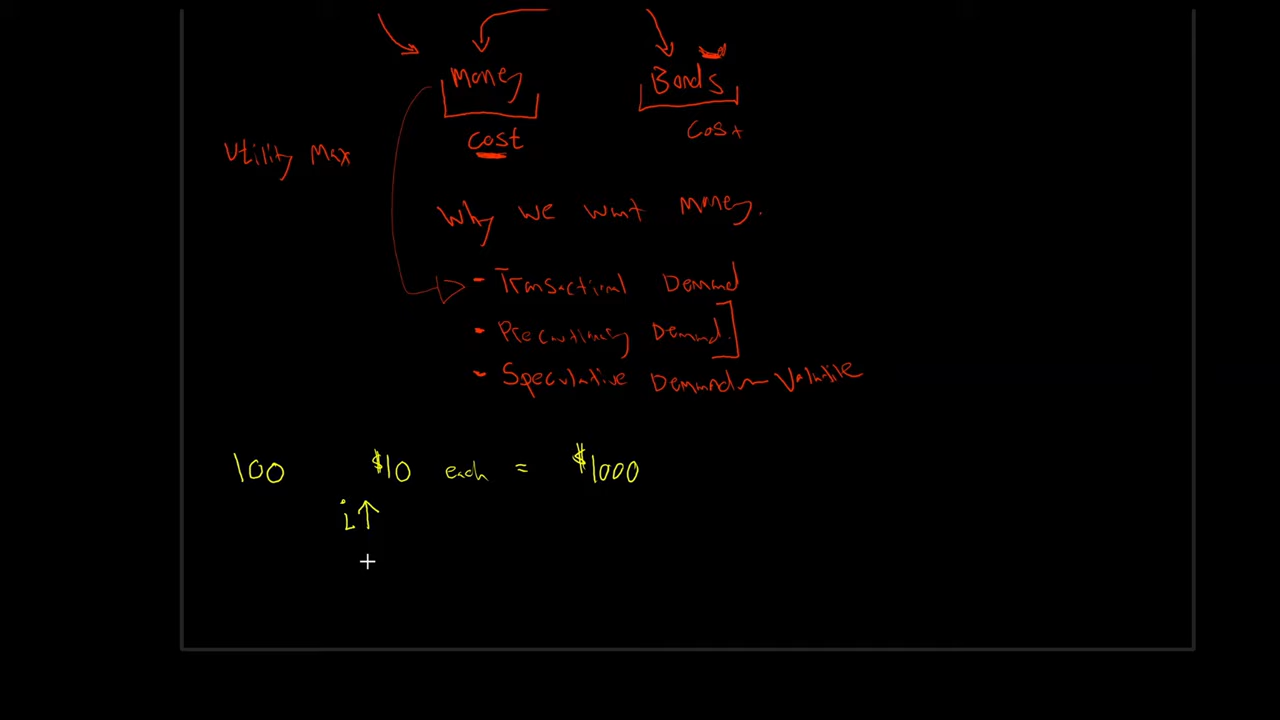 Money Bonds
cost cost
Utility Max
Why we want Money.
- Transactional Demand
- Precautionary Demand.
- Speculative Demand ~ Volatile
100 $10 each = $1000
i↑